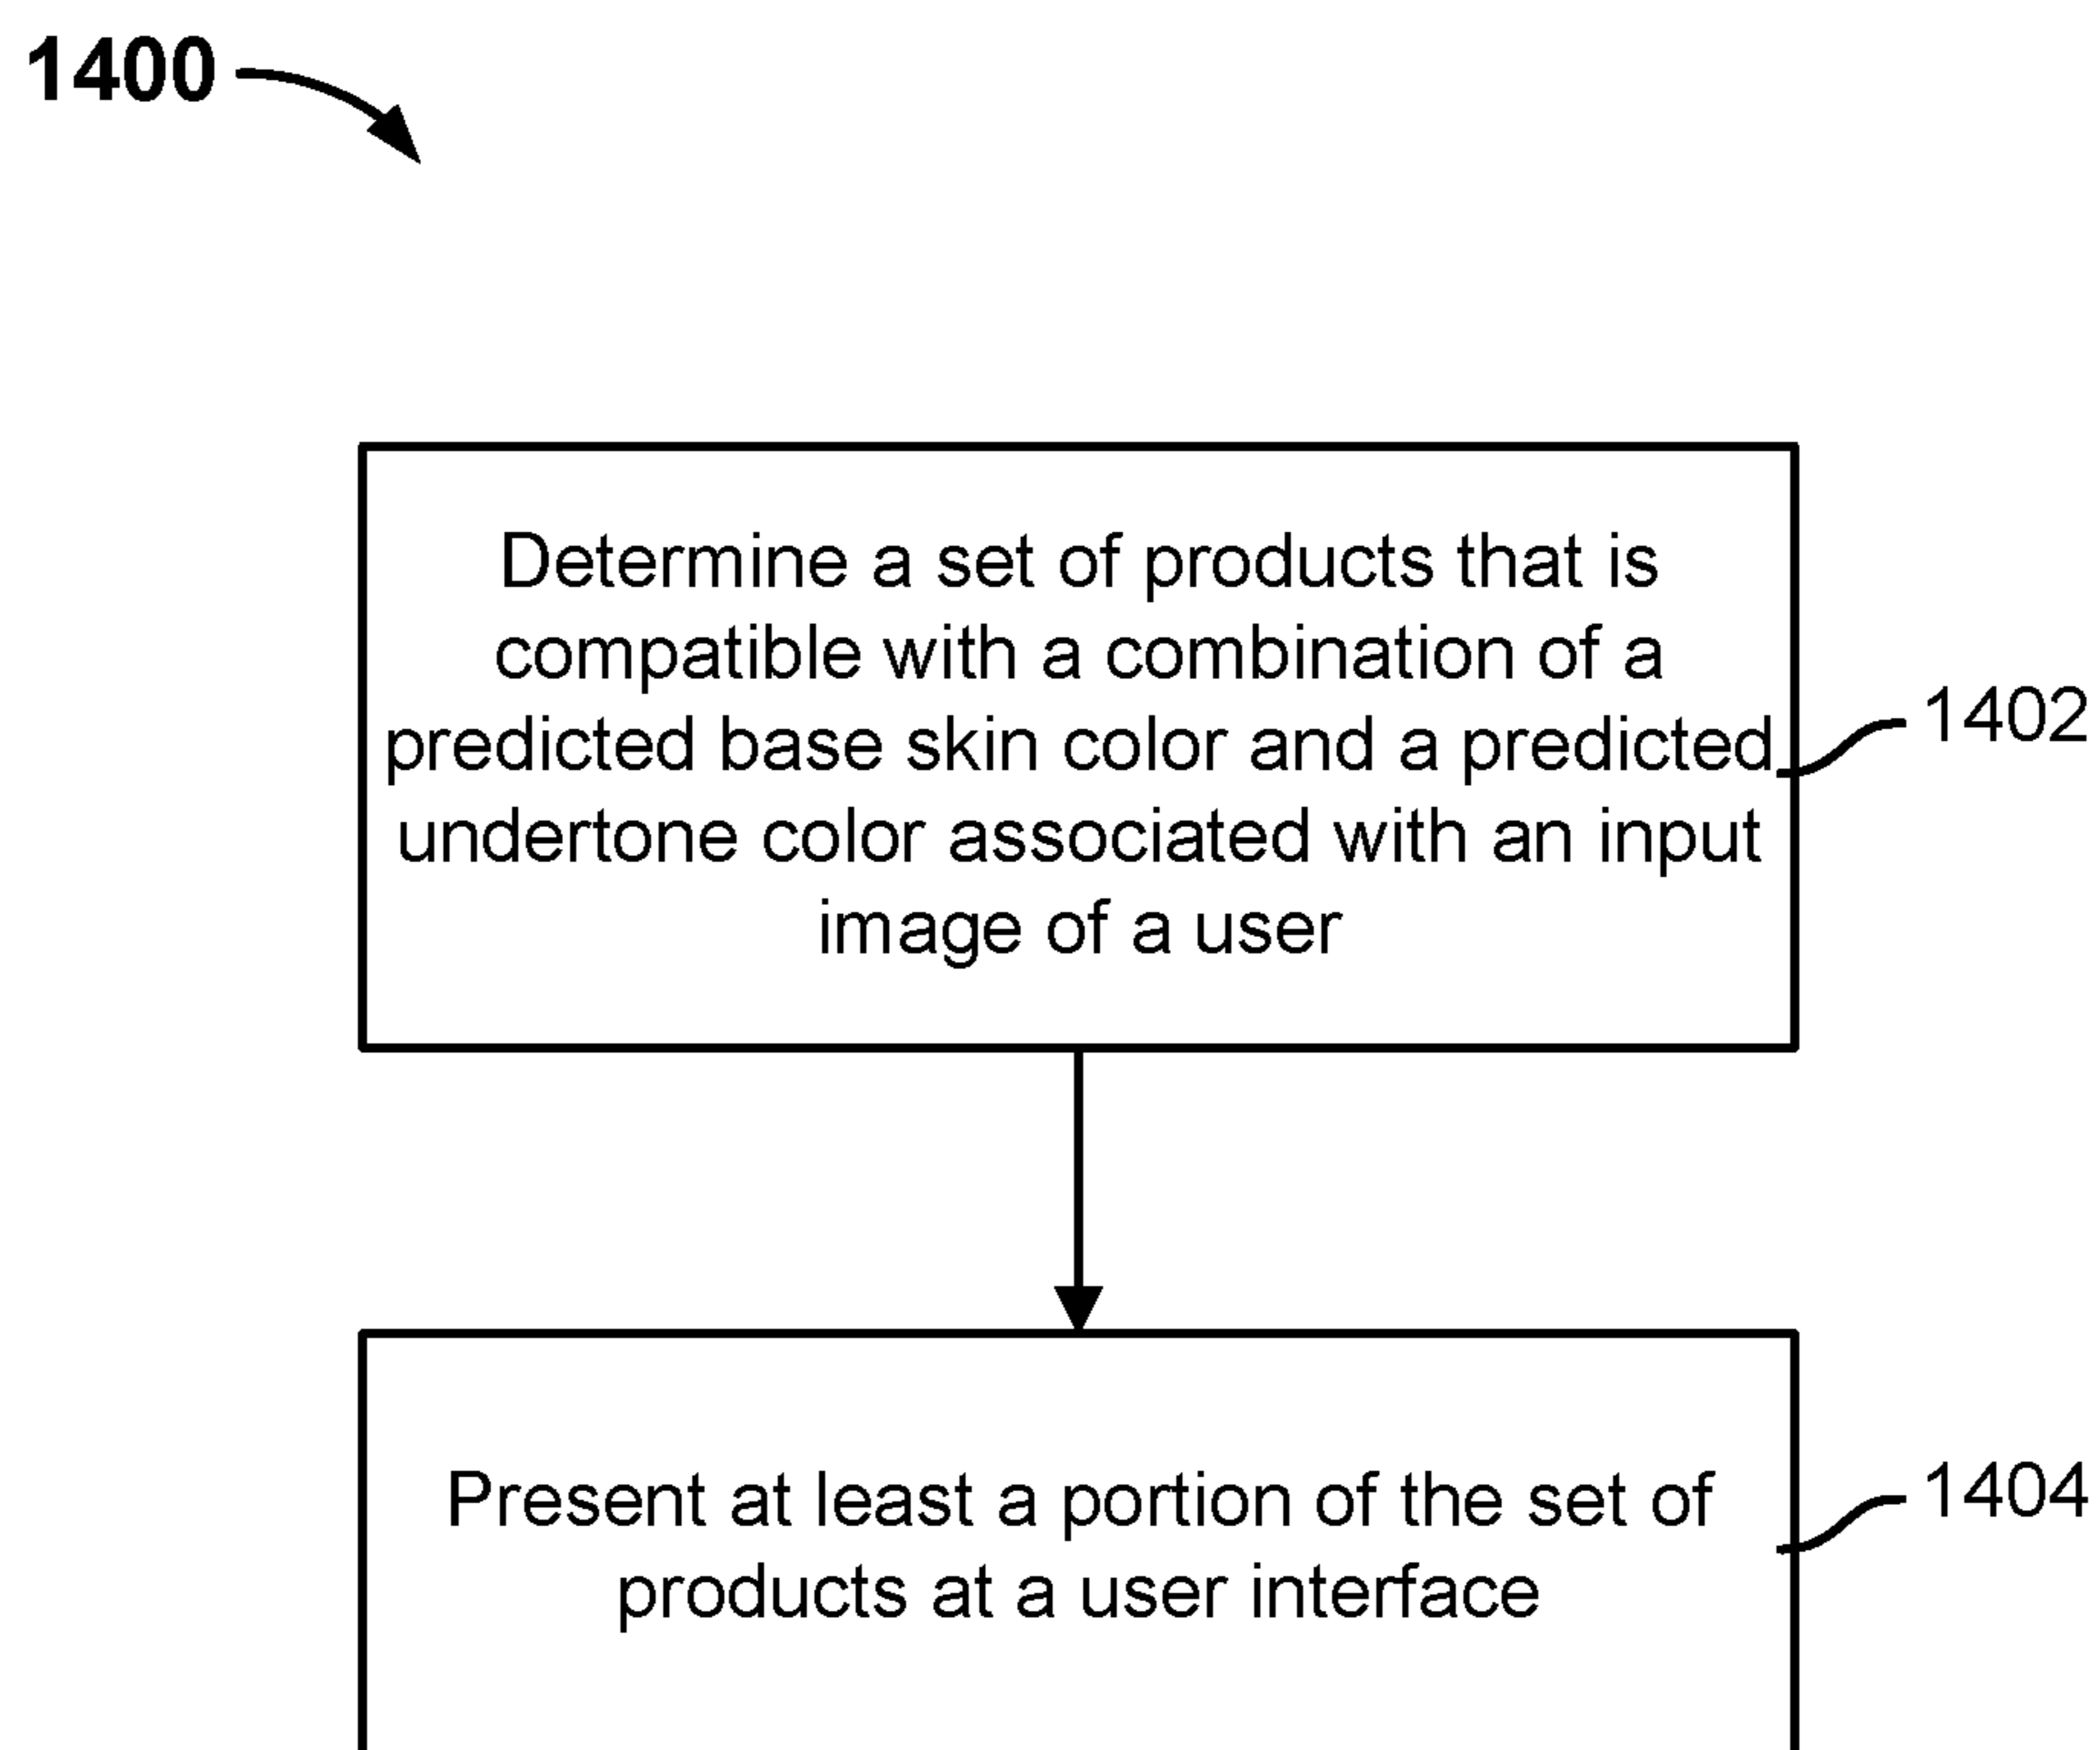 1400
Determine a set of products that is
compatible with a combination of a
predicted base skin color and a predicted
undertone color associated with an input
image of a user
1402
Present at least a portion of the set of
products at a user interface
1404